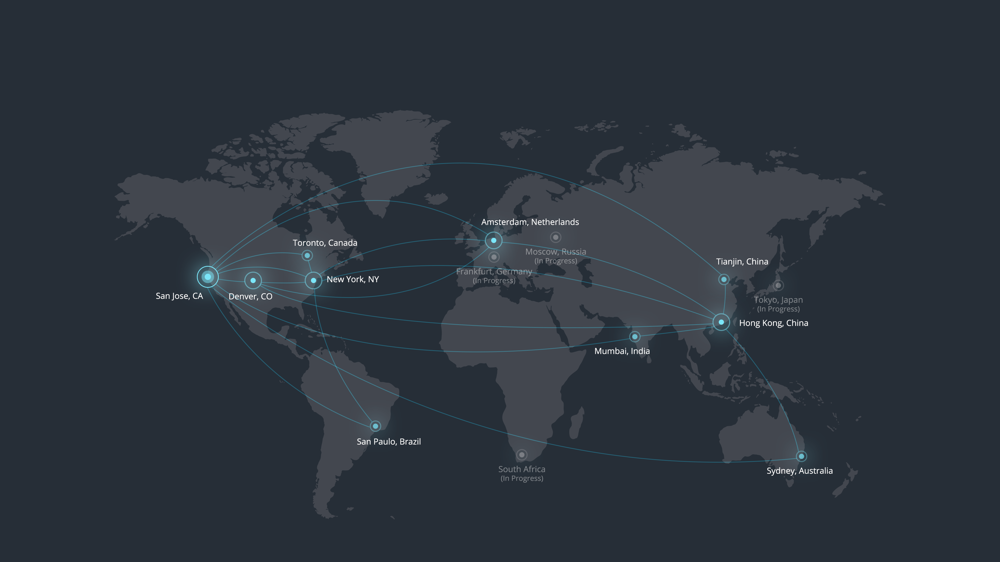 Amsterdam, Netherlands
Toronto, Canada
Moscow, Russia
(In Progress)
Tianjin, China
Frankfurt, Germany
(In Progress)
New York, NY
San Jose, CA
Denver, CO
Tokyo, Japan
(In Progress)
Hong Kong, China
Mumbai, India
San Paulo, Brazil
South Africa
(In Progress)
Sydney, Australia